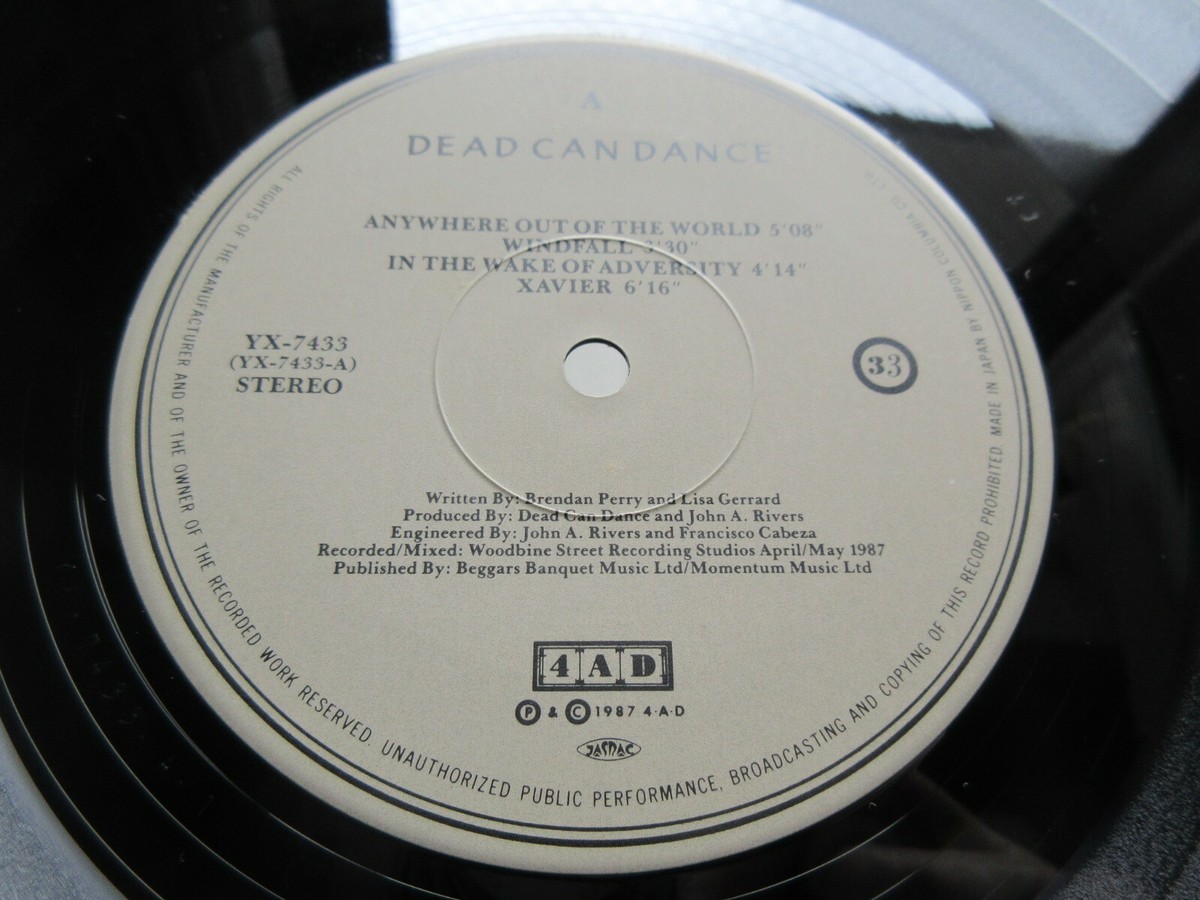 A
DEAD CAN DANCE
ANYWHERE OUT OF THE WORLD 5'08"
WINDFALL 3'30"
IN THE WAKE OF ADVERSITY 4'14"
XAVIER 6'16"
YX-7433
(YX-7433-A)
STEREO
33
Written By: Brendan Perry and Lisa Gerrard
Produced By: Dead Can Dance and John A. Rivers
Engineered By: John A. Rivers and Francisco Cabeza
Recorded/Mixed: Woodbine Street Recording Studios April/May 1987
Published By: Beggars Banquet Music Ltd/Momentum Music Ltd
4AD
Ⓟ & © 1987 4·A·D
JASRAC
ALL RIGHTS OF THE MANUFACTURER AND OF THE OWNER OF THE RECORDED WORK RESERVED. UNAUTHORIZED PUBLIC PERFORMANCE, BROADCASTING AND COPYING OF THIS RECORD PROHIBITED MADE IN JAPAN BY NIPPON COLUMBIA CO., LTD.